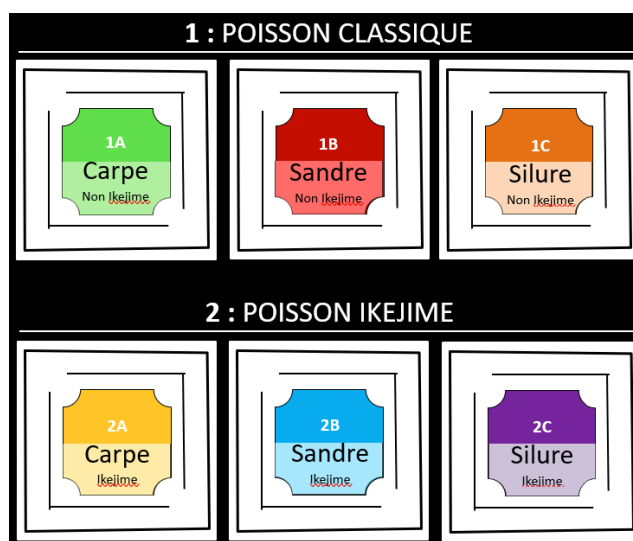 1 : POISSON CLASSIQUE
1A
Carpe
Non Ikejime
1B
Sandre
Non Ikejime
1C
Silure
Non Ikejime
2 : POISSON IKEJIME
2A
Carpe
Ikejime
2B
Sandre
Ikejime
2C
Silure
Ikejime